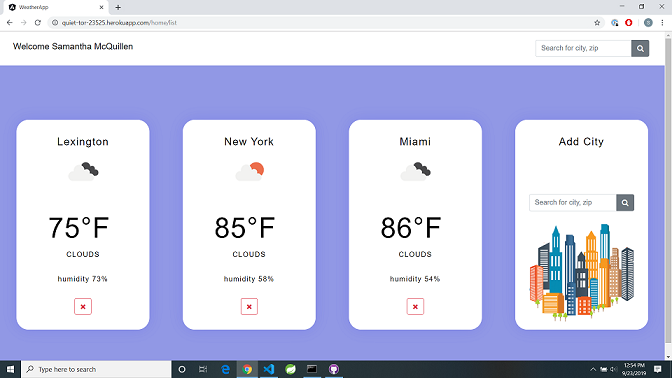 WeatherApp
quiet-tor-23525.herokuapp.com/home/list
Welcome Samantha McQuillen
Search for city, zip
Lexington
75°F
CLOUDS
humidity 73%
New York
85°F
CLOUDS
humidity 58%
Miami
86°F
CLOUDS
humidity 54%
Add City
Search for city, zip
Type here to search
12:54 PM
9/23/2019